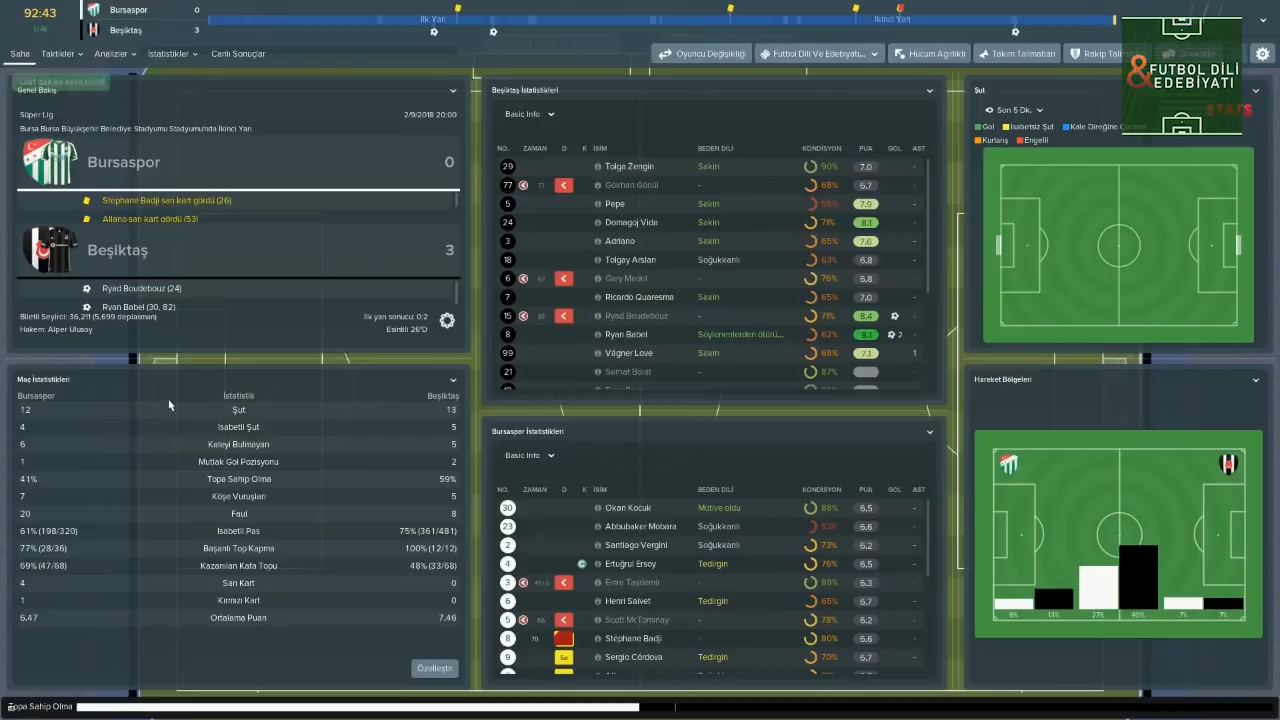 92:43
(+4)
Bursaspor 0
Beşiktaş 3
İlk Yarı
İkinci Yarı
Saha Taktikler Analizler İstatistikler Canlı Sonuçlar
Oyuncu Değişikliği Futbol Dili Ve Edebiyatı... Hücum Ağırlıklı Takım Talimatları
& FUTBOL DİLİ
EDEBİYATI
STATS
Genel Bakış
Süper Lig 2/9/2018 20:00
Bursa Bursa Büyükşehir Belediye Stadyumu Stadyumu'nda İkinci Yarı
Bursaspor 0
Stéphane Badji sarı kart gördü (26)
Allano sarı kart gördü (53)
Beşiktaş 3
Ryad Boudebouz (24)
Ryan Babel (30, 82)
Biletli Seyirci: 36,211 (5,699 deplasman) İlk yarı sonucu: 0:2
Hakem: Alper Ulusoy Esintili 26°D
Maç İstatistikleri
Bursaspor İstatistik Beşiktaş
12 Şut 13
4 İsabetli Şut 5
6 Kaleyi Bulmayan 5
1 Mutlak Gol Pozisyonu 2
41% Topa Sahip Olma 59%
7 Köşe Vuruşları 5
20 Faul 8
61% (198/320) İsabetli Pas 75% (361/481)
77% (28/36) Başarılı Top Kapma 100% (12/12)
69% (47/68) Kazanılan Kafa Topu 48% (33/68)
4 Sarı Kart 0
1 Kırmızı Kart 0
6.47 Ortalama Puan 7.46
Özelleştir
Topa Sahip Olma
Beşiktaş İstatistikleri
Basic Info
NO. ZAMAN D K İSİM BEDEN DİLİ KONDİSYON PUA GOL AST
29 Tolga Zengin Sakin 90% 7.0 -
77 77 Gökhan Gönül - 68% 6.7 -
5 Pepe Sakin 55% 7.9 -
24 Domagoj Vida Sakin 71% 8.1 -
3 Adriano Sakin 65% 7.6 -
18 Tolgay Arslan Soğukkanlı 63% 6.8 -
6 67 Gary Medel - 76% 6.8 -
7 Ricardo Quaresma Sakin 65% 7.0 -
15 83 Ryad Boudebouz - 71% 8.4 -
8 Ryan Babel Söylenenlerden ötürü... 62% 9.1 2 -
99 Vágner Love Sakin 69% 7.1 1
21 Serhat Bolat - 87% -
Bursaspor İstatistikleri
Basic Info
NO. ZAMAN D K İSİM BEDEN DİLİ KONDİSYON PUA GOL AST
30 Okan Kocuk Motive oldu 88% 6.5 -
23 Abbubaker Mobara Soğukkanlı 53% 6.6 -
2 Santiago Vergini Soğukkanlı 73% 6.2 -
4 C Ertuğrul Ersoy Tedirgin 76% 6.5 -
3 45+3 Emre Taşdemir - 89% 6.3 -
6 Henri Saivet Tedirgin 65% 6.7 -
5 66 Scott McTominay - 78% 6.2 -
8 70 Stéphane Badji - 80% 6.6 -
9 Sar Sergio Córdova Tedirgin 70% 6.7 -
Şut
Son 5 Dk.
Gol İsabetsiz Şut Kale Direğine
Kurtarış Engelli
Hareket Bölgeleri
6% 13% 27% 40% 7% 7%